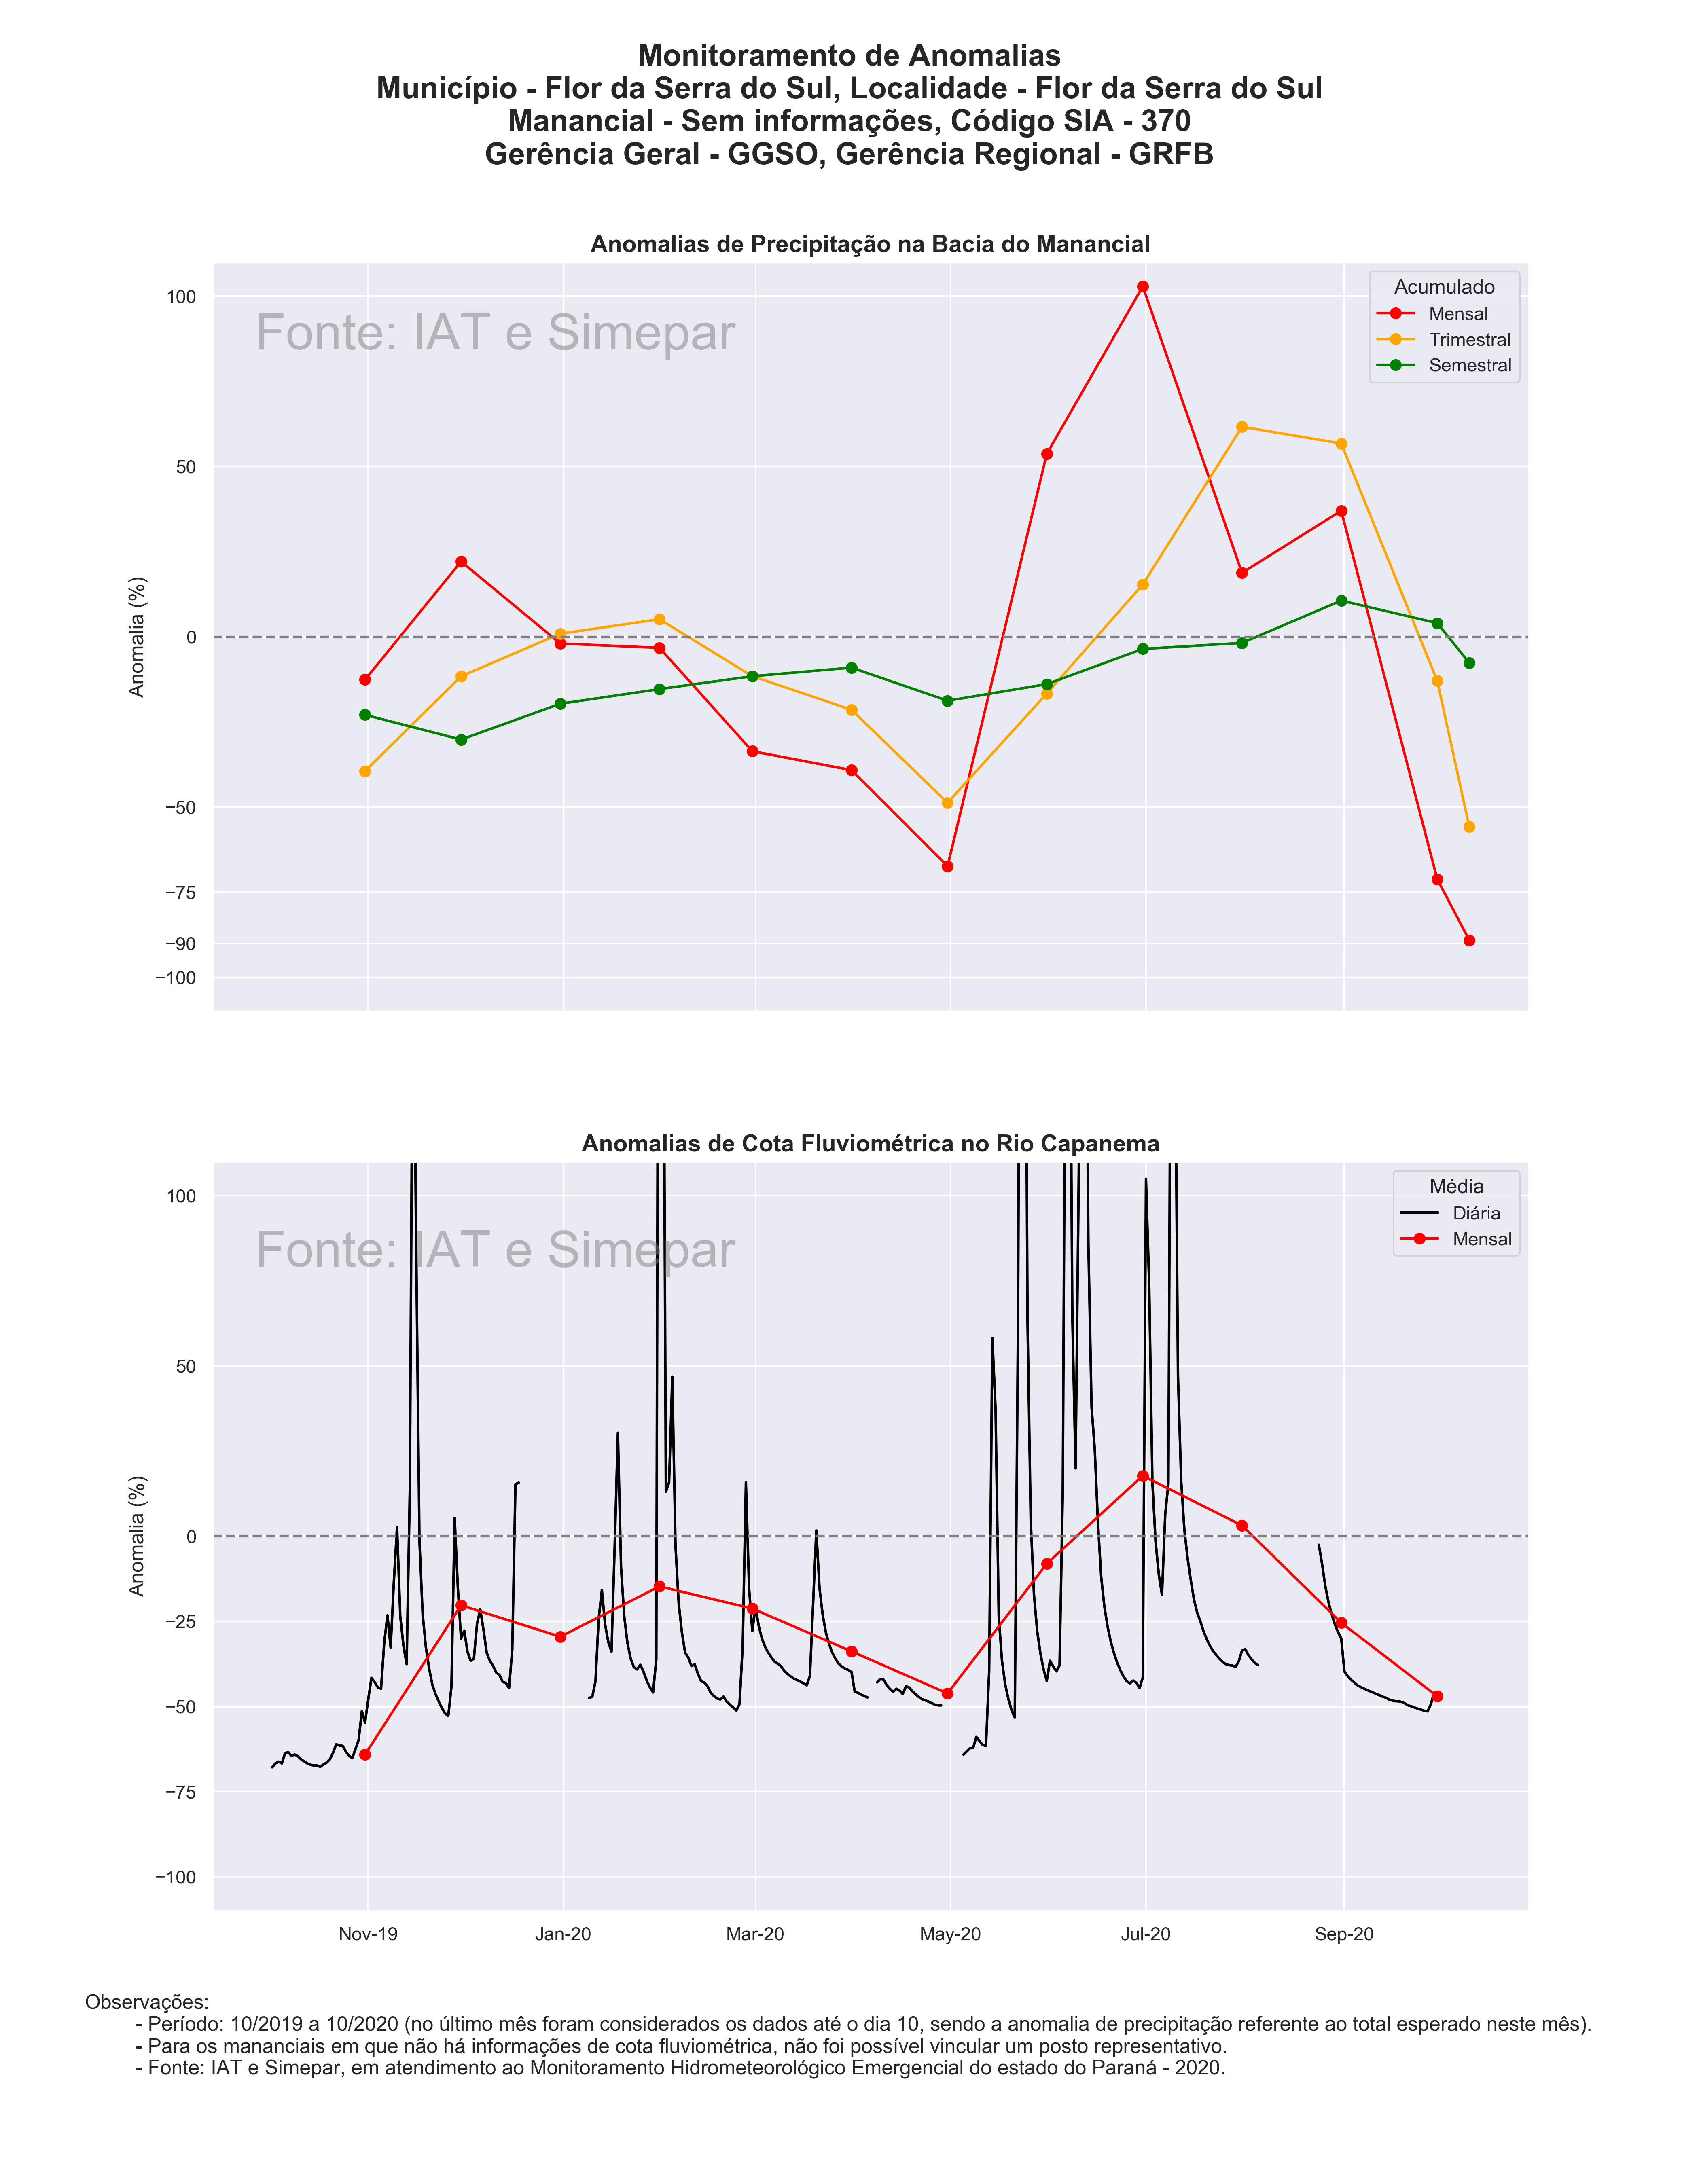 Monitoramento de Anomalias
Município - Flor da Serra do Sul, Localidade - Flor da Serra do Sul
Manancial - Sem informações, Código SIA - 370
Gerência Geral - GGSO, Gerência Regional - GRFB
Anomalias de Precipitação na Bacia do Manancial
Fonte: IAT e Simepar
Acumulado
Mensal
Trimestral
Semestral
Anomalia (%)
100
50
0
−50
−75
−90
−100
Anomalias de Cota Fluviométrica no Rio Capanema
Fonte: IAT e Simepar
Média
Diária
Mensal
Anomalia (%)
100
50
0
−25
−50
−75
−100
Nov-19 Jan-20 Mar-20 May-20 Jul-20 Sep-20
Observações:
- Período: 10/2019 a 10/2020 (no último mês foram considerados os dados até o dia 10, sendo a anomalia de precipitação referente ao total esperado neste mês).
- Para os mananciais em que não há informações de cota fluviométrica, não foi possível vincular um posto representativo.
- Fonte: IAT e Simepar, em atendimento ao Monitoramento Hidrometeorológico Emergencial do estado do Paraná - 2020.